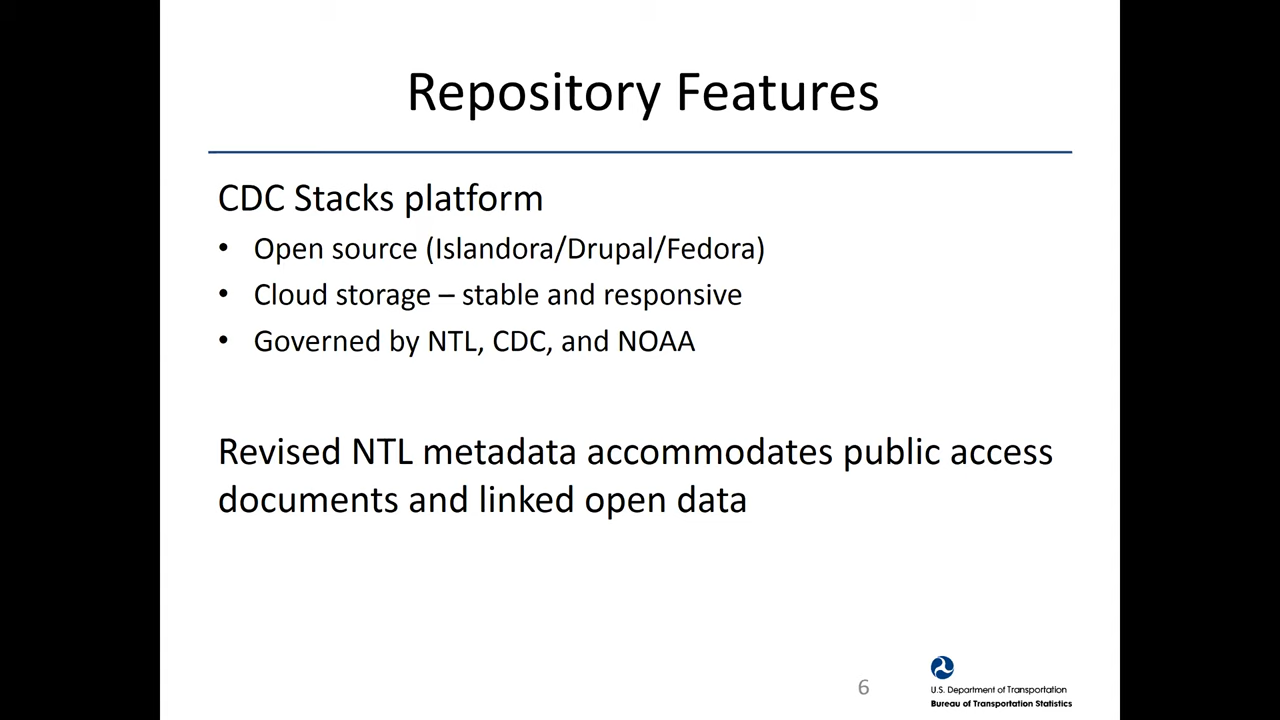 Repository Features
CDC Stacks platform
• Open source (Islandora/Drupal/Fedora)
• Cloud storage – stable and responsive
• Governed by NTL, CDC, and NOAA
Revised NTL metadata accommodates public access
documents and linked open data
6
U.S. Department of Transportation
Bureau of Transportation Statistics